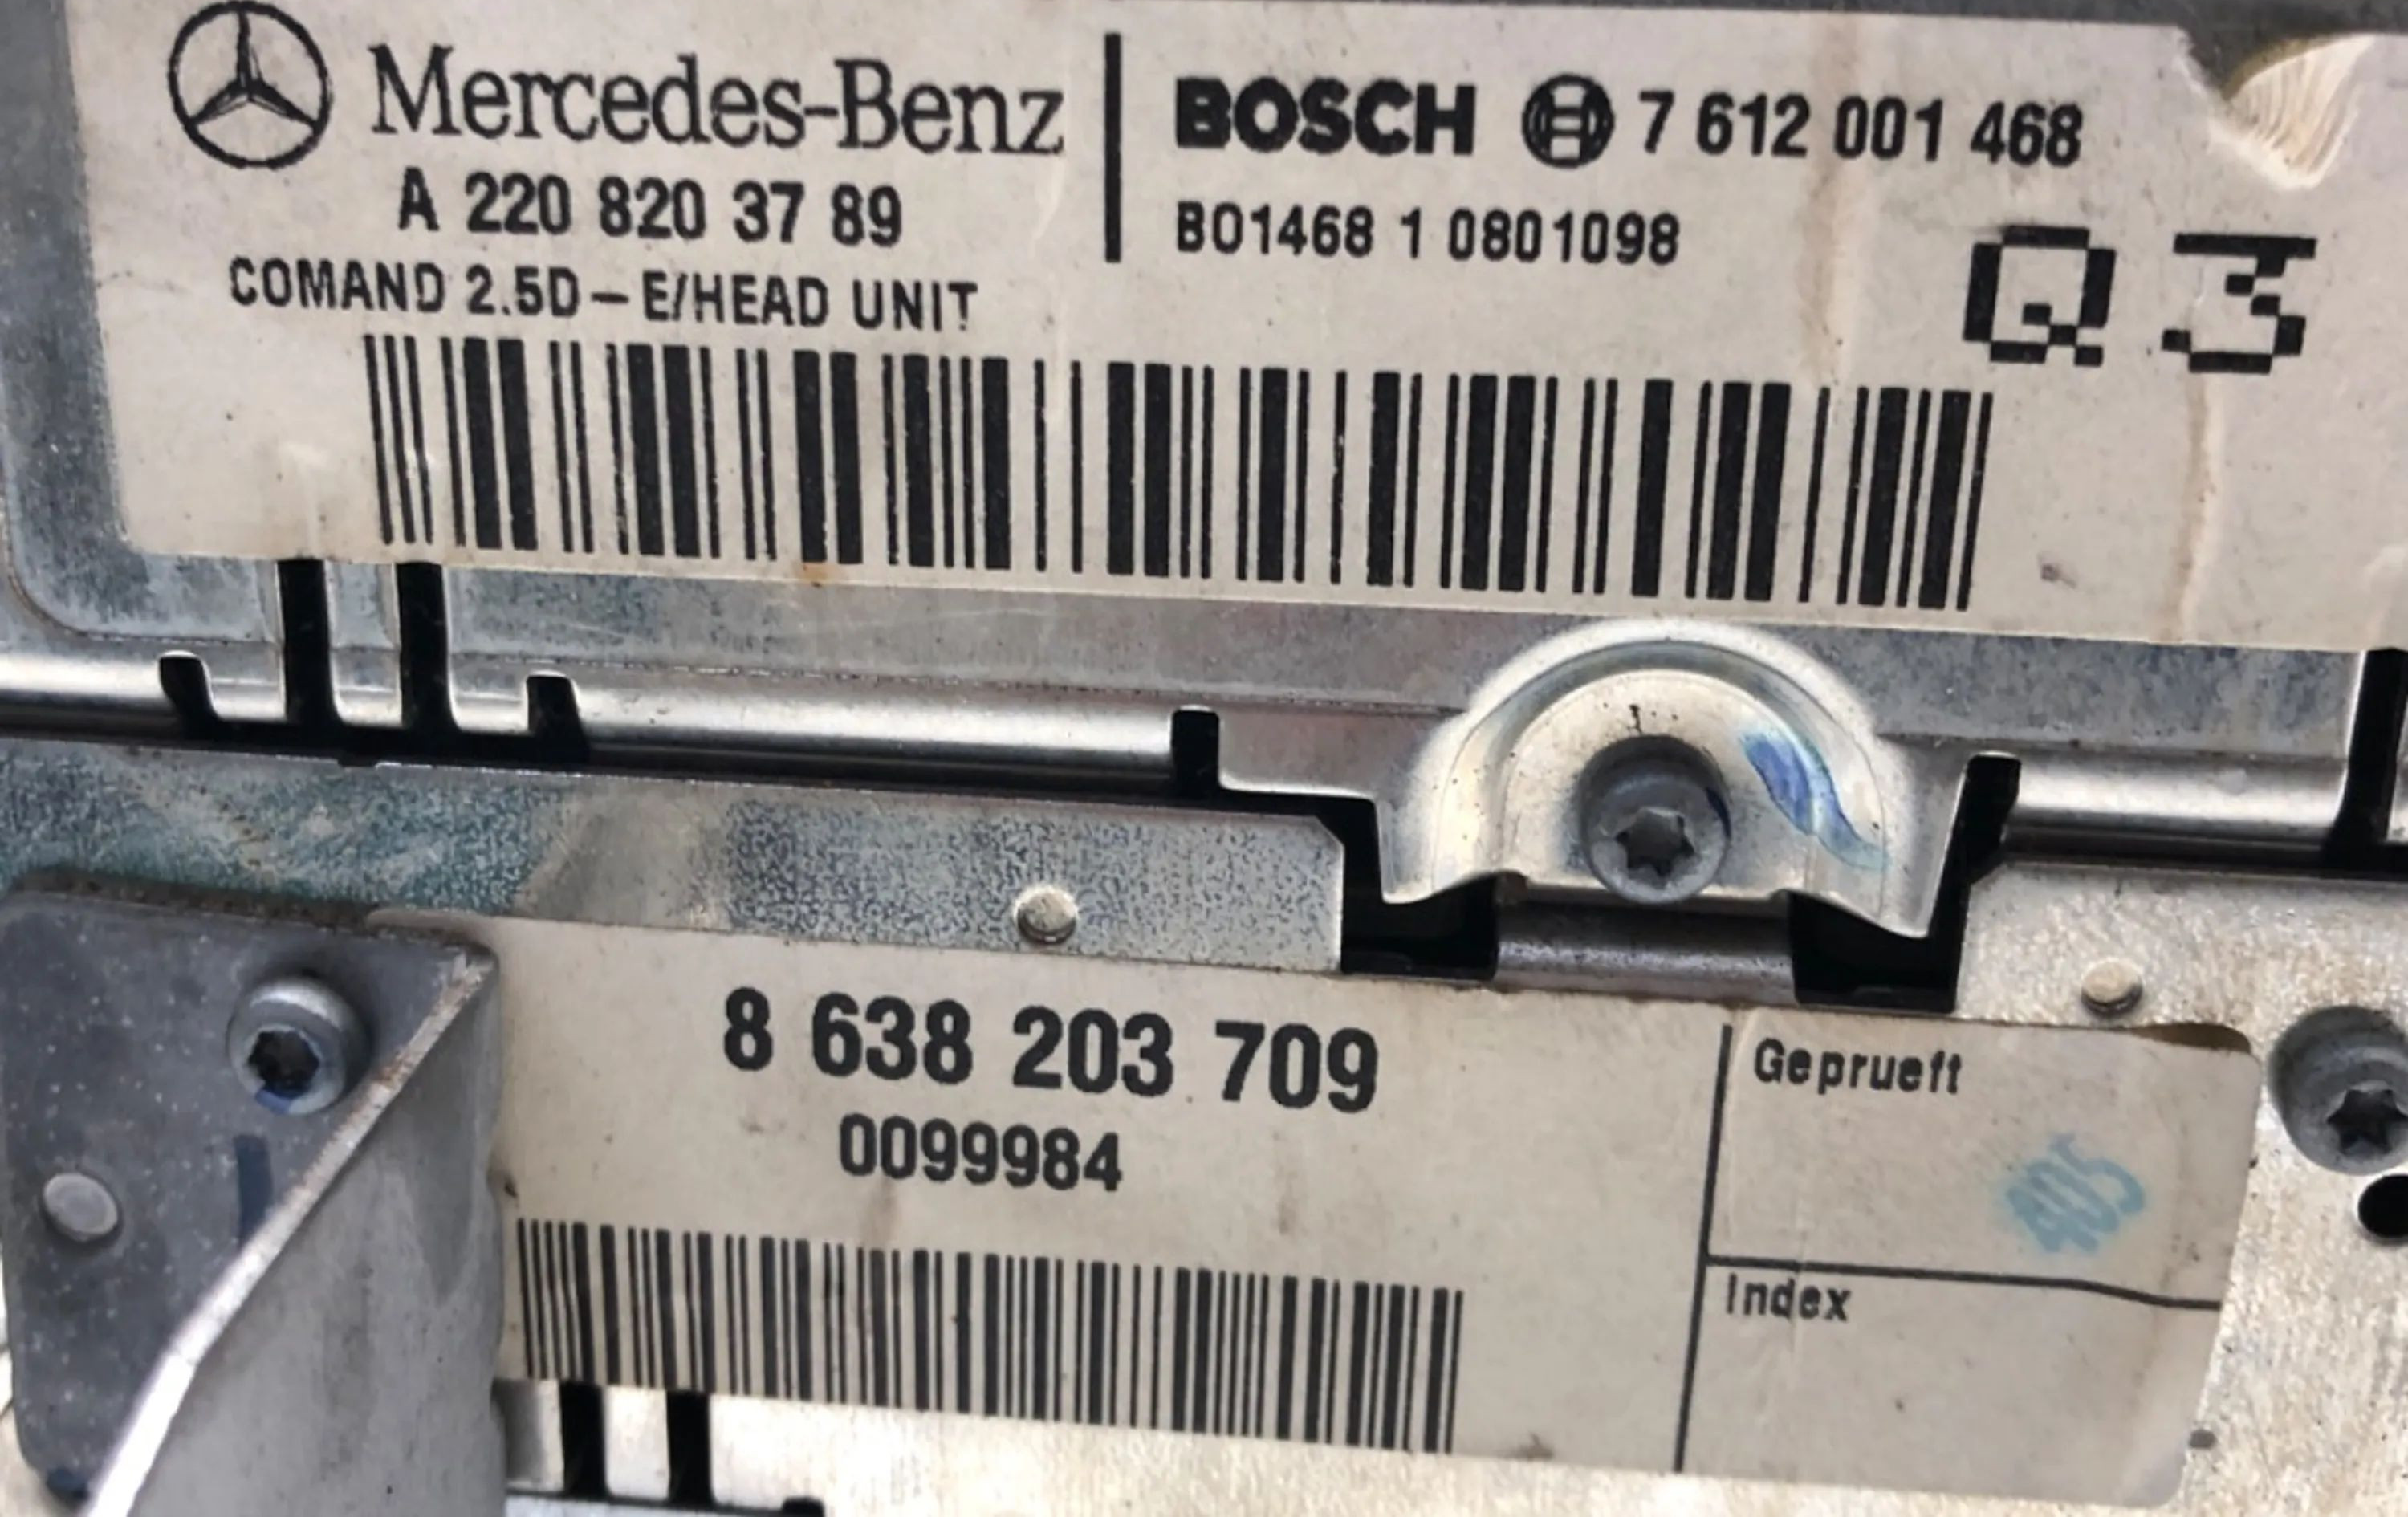 Mercedes-Benz
A 220 820 37 89
COMAND 2.5D – E/HEAD UNIT
BOSCH 7 612 001 468
B01468 1 0801098
Q3
8 638 203 709
0099984
Geprueft
405
Index